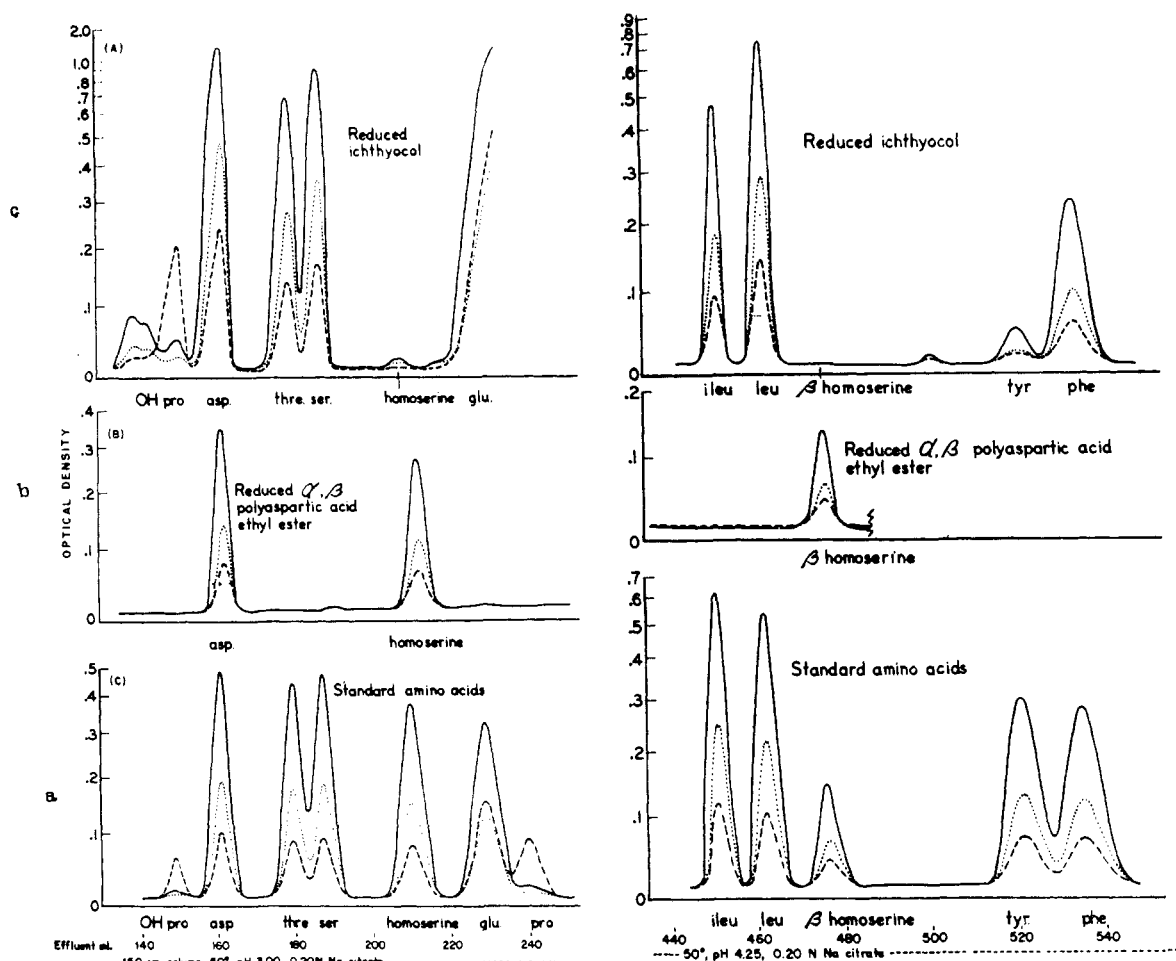 (A)
2.0
1.0
.8
.7
.6
.5
.4
.3
.2
.1
0
Reduced
ichthyocol
OH pro asp. thre. ser. homoserine glu.
(B)
.4
.3
.2
.1
0
OPTICAL DENSITY
Reduced α,β
polyaspartic acid
ethyl ester
asp. homoserine
(C)
.5
.4
.3
.2
.1
0
Standard amino acids
OH pro asp thre ser homoserine glu. pro
Effluent ml. 140 160 180 200 220 240
.9
.8
.7
.6
.5
.4
.3
.2
.1
0
Reduced ichthyocol
ileu leu β homoserine tyr phe
.2
.1
0
Reduced α,β polyaspartic acid
ethyl ester
β homoserine
.7
.6
.5
.4
.3
.2
.1
0
Standard amino acids
ileu leu β homoserine tyr. phe.
440 460 480 500 520 540
50°, pH 4.25, 0.20 N Na citrate